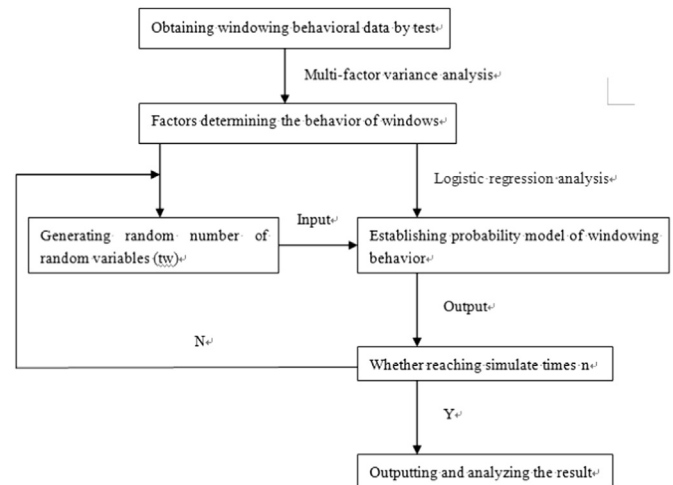 Obtaining windowing behavioral data by test
Multi-factor variance analysis
Factors determining the behavior of windows
Logistic regression analysis
Input
Generating random number of
random variables (tw)
Establishing probability model of windowing
behavior
Output
N
Whether reaching simulate times n
Y
Outputting and analyzing the result